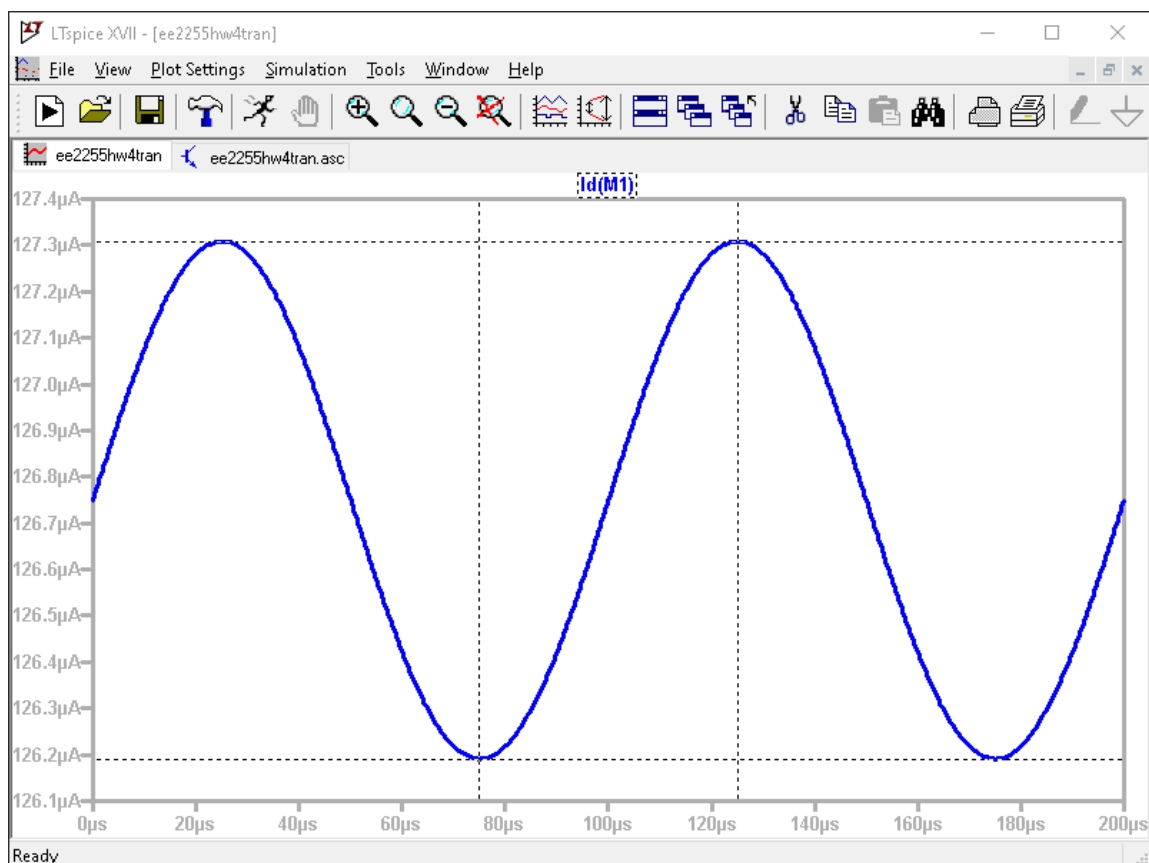 LTspice XVII - [ee2255hw4tran]
File View Plot Settings Simulation Tools Window Help
ee2255hw4tran ee2255hw4tran.asc
Id(M1)
127.4µA
127.3µA
127.2µA
127.1µA
127.0µA
126.9µA
126.8µA
126.7µA
126.6µA
126.5µA
126.4µA
126.3µA
126.2µA
126.1µA
0µs 20µs 40µs 60µs 80µs 100µs 120µs 140µs 160µs 180µs 200µs
Ready